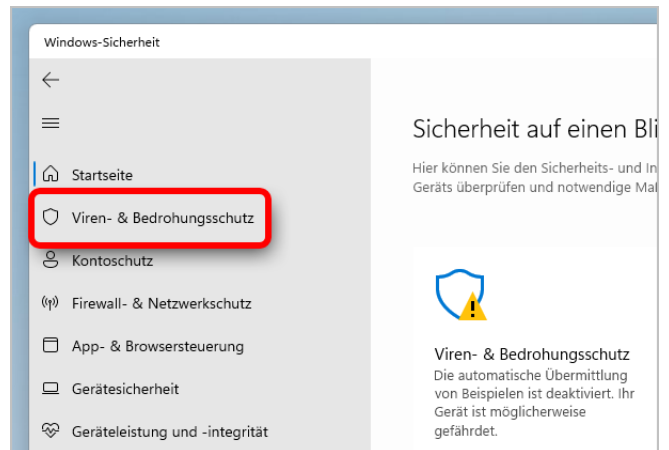 Windows-Sicherheit
Startseite
Viren- & Bedrohungsschutz
Kontoschutz
Firewall- & Netzwerkschutz
App- & Browsersteuerung
Gerätesicherheit
Geräteleistung und -integrität
Sicherheit auf einen Bli
Hier können Sie den Sicherheits- und In
Geräts überprüfen und notwendige Maß
Viren- & Bedrohungsschutz
Die automatische Übermittlung
von Beispielen ist deaktiviert. Ihr
Gerät ist möglicherweise
gefährdet.